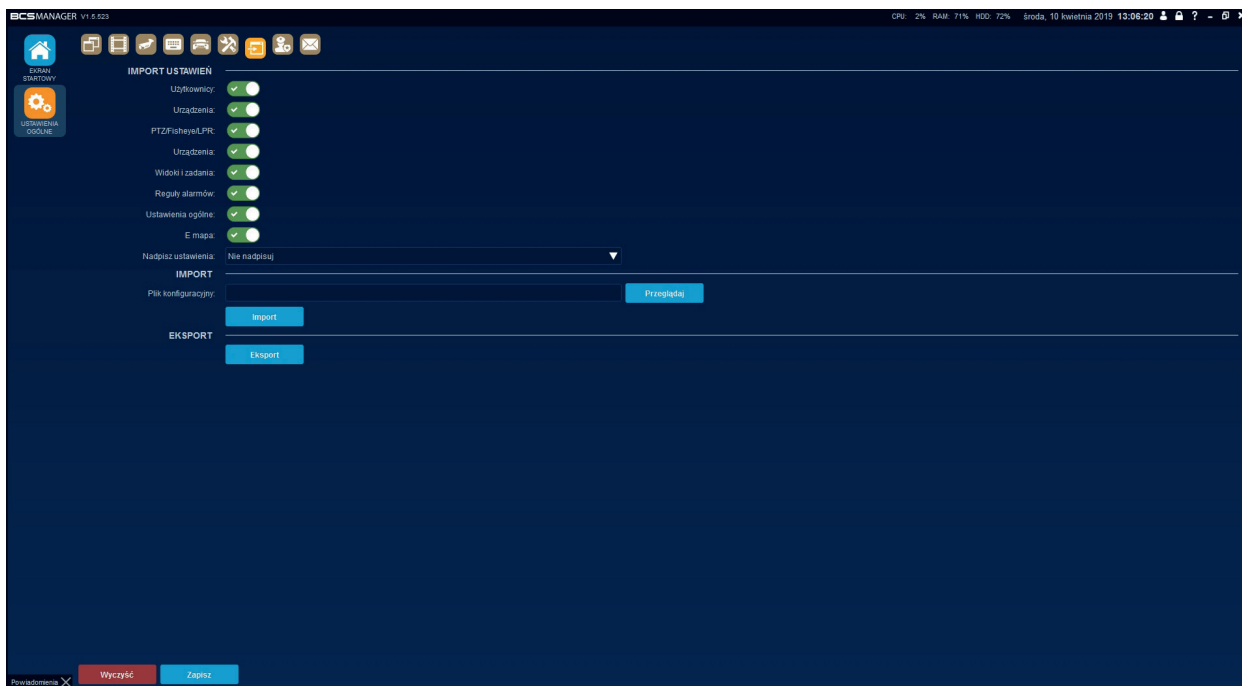 BCSMANAGER V1.5.523
CPU: 2% RAM: 71% HDD: 72% środa, 10 kwietnia 2019 13:06:20 ?
EKRAN
STARTOWY
USTAWIENIA
OGÓLNE
IMPORT USTAWIEŃ
Użytkownicy:
Urządzenia:
PTZ/Fisheye/LPR:
Urządzenia:
Widoki i zadania:
Reguły alarmów:
Ustawienia ogólne:
E mapa:
Nadpisz ustawienia: Nie nadpisuj
IMPORT
Plik konfiguracyjny: Przeglądaj
Import
EKSPORT
Eksport
Wyczyść Zapisz
Powiadomienia